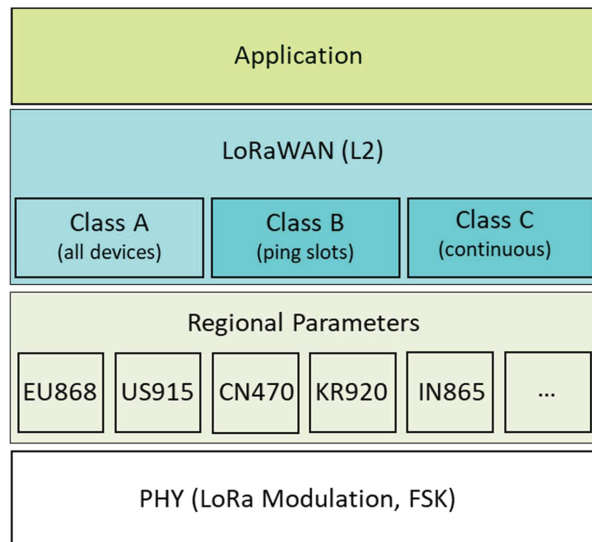 Application
LoRaWAN (L2)
Class A
(all devices)
Class B
(ping slots)
Class C
(continuous)
Regional Parameters
EU868
US915
CN470
KR920
IN865
...
PHY (LoRa Modulation, FSK)